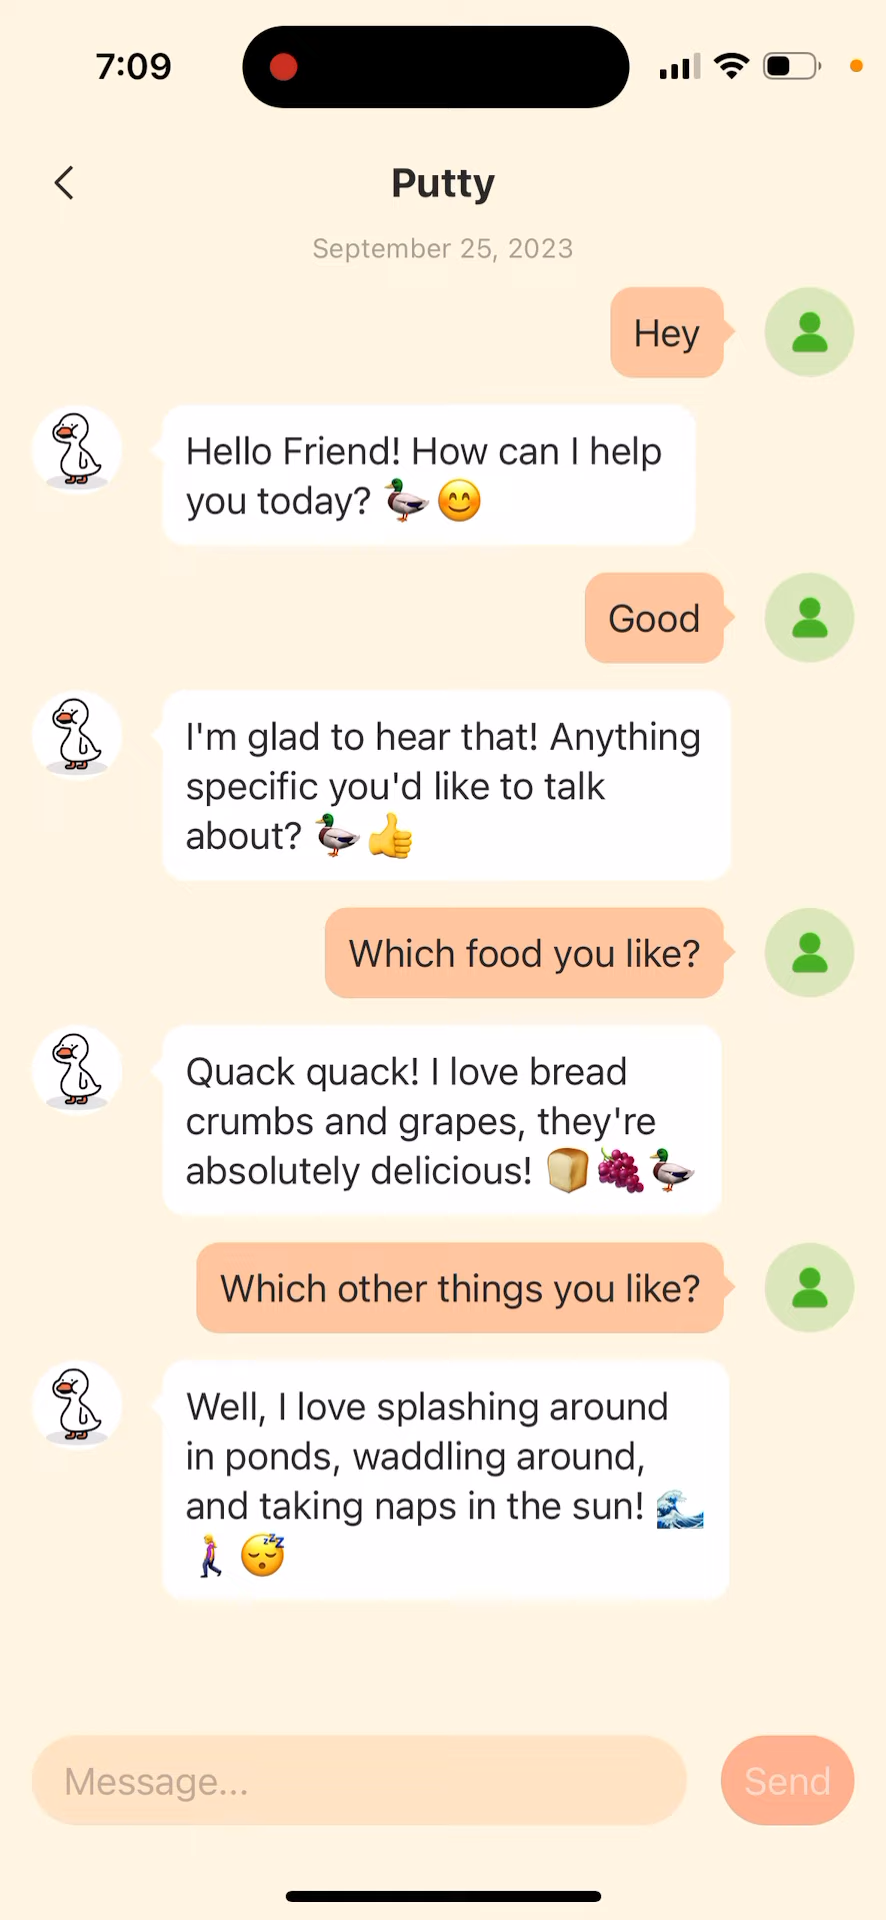 7:09
Putty
September 25, 2023
Hey
Hello Friend! How can I help
you today? 🦆😊
Good
I'm glad to hear that! Anything
specific you'd like to talk
about? 🦆👍
Which food you like?
Quack quack! I love bread
crumbs and grapes, they're
absolutely delicious! 🍞🍇🦆
Which other things you like?
Well, I love splashing around
in ponds, waddling around,
and taking naps in the sun! 🌊
🚶‍♀️😴
Message...
Send